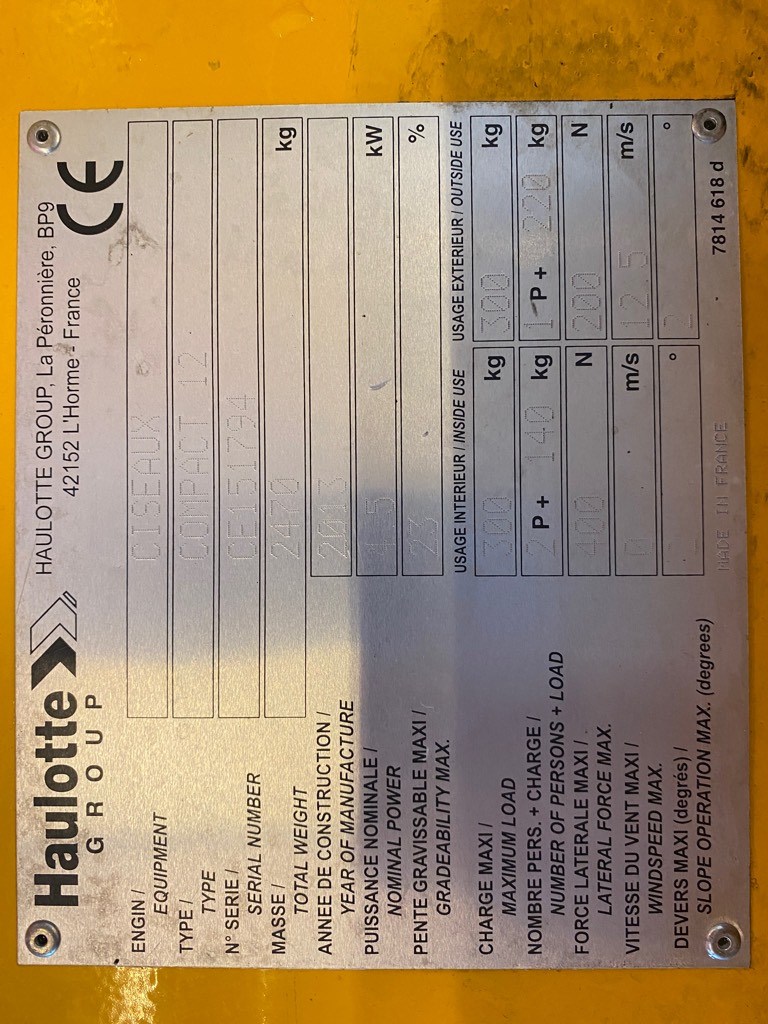 Haulotte
GROUP
HAULOTTE GROUP, La Péronnière, BP9
42152 L'Horme - France
CE
ENGIN / CISEAUX
EQUIPMENT
TYPE / COMPACT 12
TYPE
N° SERIE / CE151794
SERIAL NUMBER
MASSE / 2470 kg
TOTAL WEIGHT
ANNEE DE CONSTRUCTION / 2013
YEAR OF MANUFACTURE
PUISSANCE NOMINALE / 4.5 kW
NOMINAL POWER
PENTE GRAVISSABLE MAXI / 23 %
GRADEABILITY MAX.
USAGE INTERIEUR / INSIDE USE USAGE EXTERIEUR / OUTSIDE USE
CHARGE MAXI / 300 kg 300 kg
MAXIMUM LOAD
NOMBRE PERS. + CHARGE / 2 P + 140 kg 1 P + 220 kg
NUMBER OF PERSONS + LOAD
FORCE LATERALE MAXI / 400 N 200 N
LATERAL FORCE MAX.
VITESSE DU VENT MAXI / 0 m/s 12.5 m/s
WINDSPEED MAX.
DEVERS MAXI (degrés) / ° 2 °
SLOPE OPERATION MAX. (degrees)
MADE IN FRANCE 7814 618 d